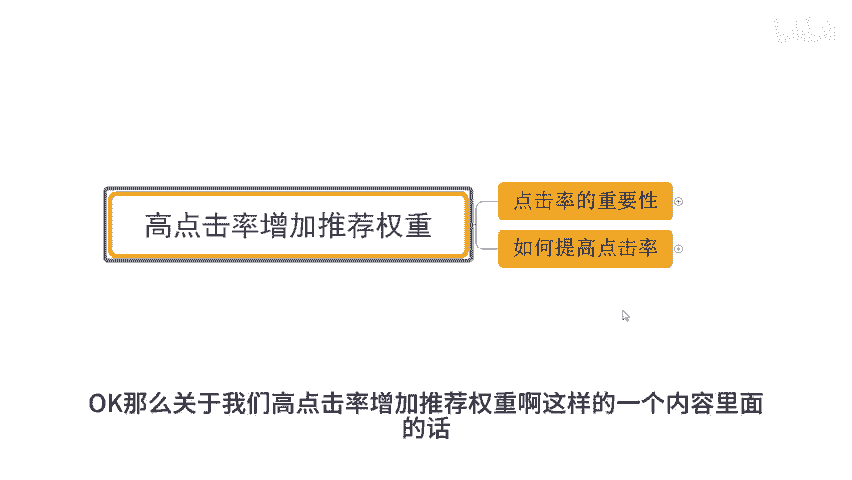 高点击率增加推荐权重
点击率的重要性
如何提高点击率
OK那么关于我们高点击率增加推荐权重啊这样的一个内容里面
的话